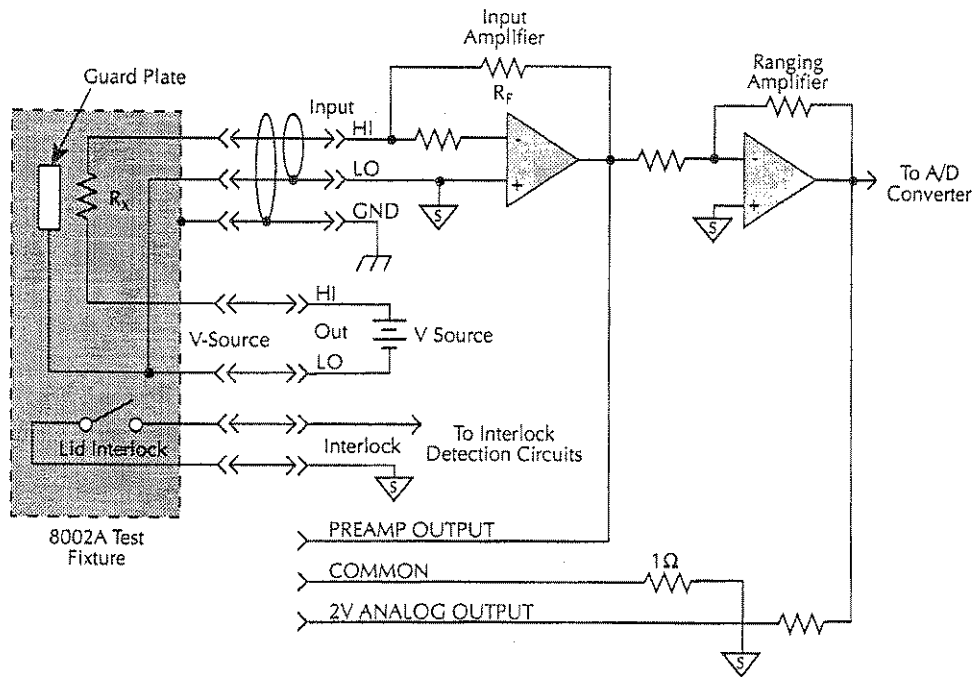 Input
Amplifier
Ranging
Amplifier
Guard Plate
Input
HI
R_F
-
-
R_X
LO
+
To A/D
Converter
S
GND
S
+
HI
V-Source
Out
V Source
LO
Lid Interlock
Interlock
To Interlock
Detection Circuits
S
8002A Test
Fixture
PREAMP OUTPUT
COMMON
1Ω
2V ANALOG OUTPUT
S